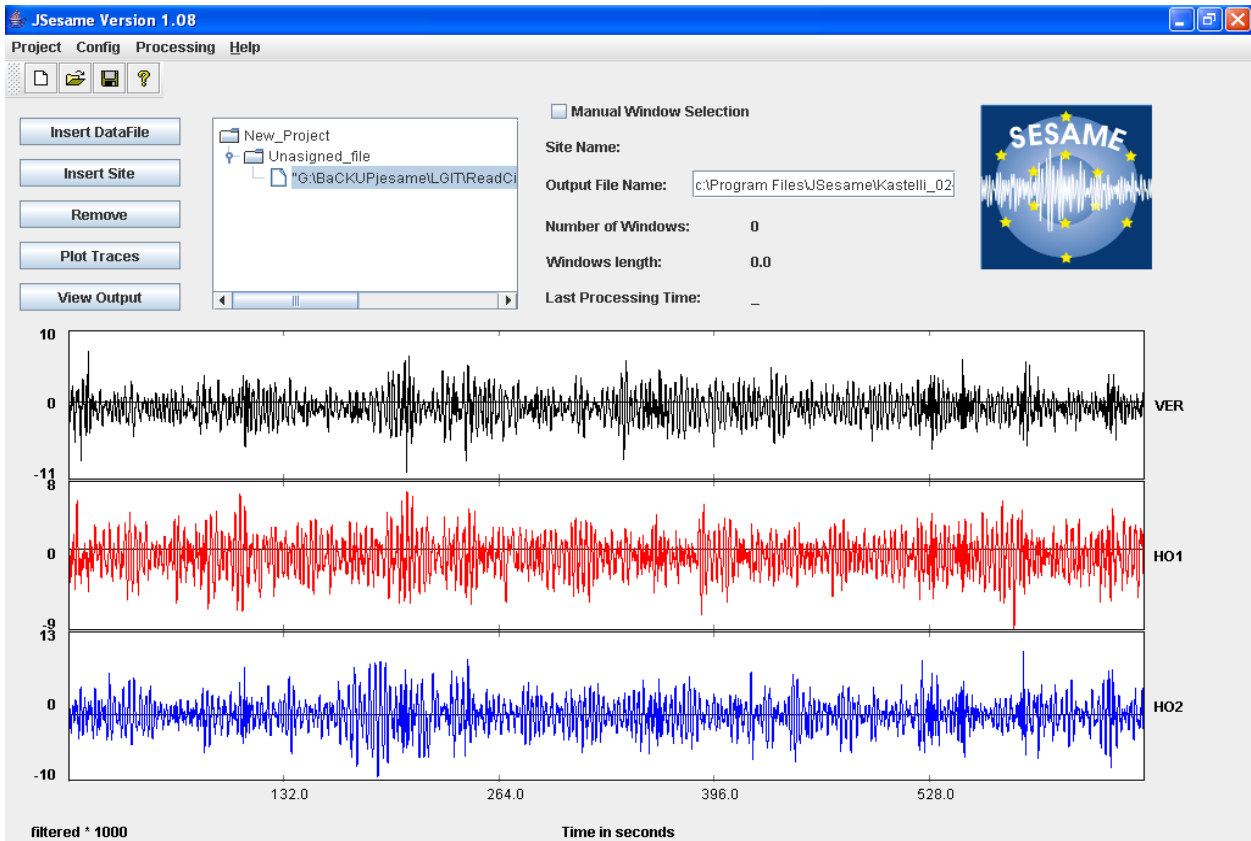 JSesame Version 1.08
Project Config Processing Help
Insert DataFile
Insert Site
Remove
Plot Traces
View Output
New_Project
Unasigned_file
"G:\BaCKUPjesame\LGIT\ReadCi
Manual Window Selection
Site Name:
Output File Name: c:\Program Files\JSesame\Kastelli_02-
Number of Windows: 0
Windows length: 0.0
Last Processing Time: _
SESAME
10
0
-11
VER
8
0
-9
HO1
13
0
-10
HO2
132.0 264.0 396.0 528.0
filtered * 1000 Time in seconds